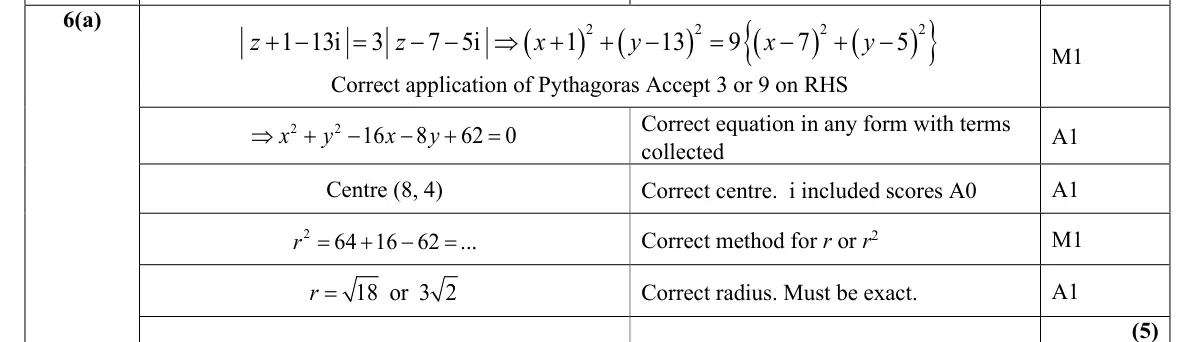 6(a)
|z+1−13i|=3|z−7−5i|⇒(x+1)²+(y−13)²=9{(x−7)²+(y−5)²}
Correct application of Pythagoras Accept 3 or 9 on RHS
M1
⇒x²+y²−16x−8y+62=0
Correct equation in any form with terms
collected
A1
Centre (8, 4)
Correct centre.  i included scores A0
A1
r²=64+16−62=...
Correct method for r or r²
M1
r=√18 or 3√2
Correct radius. Must be exact.
A1
(5)